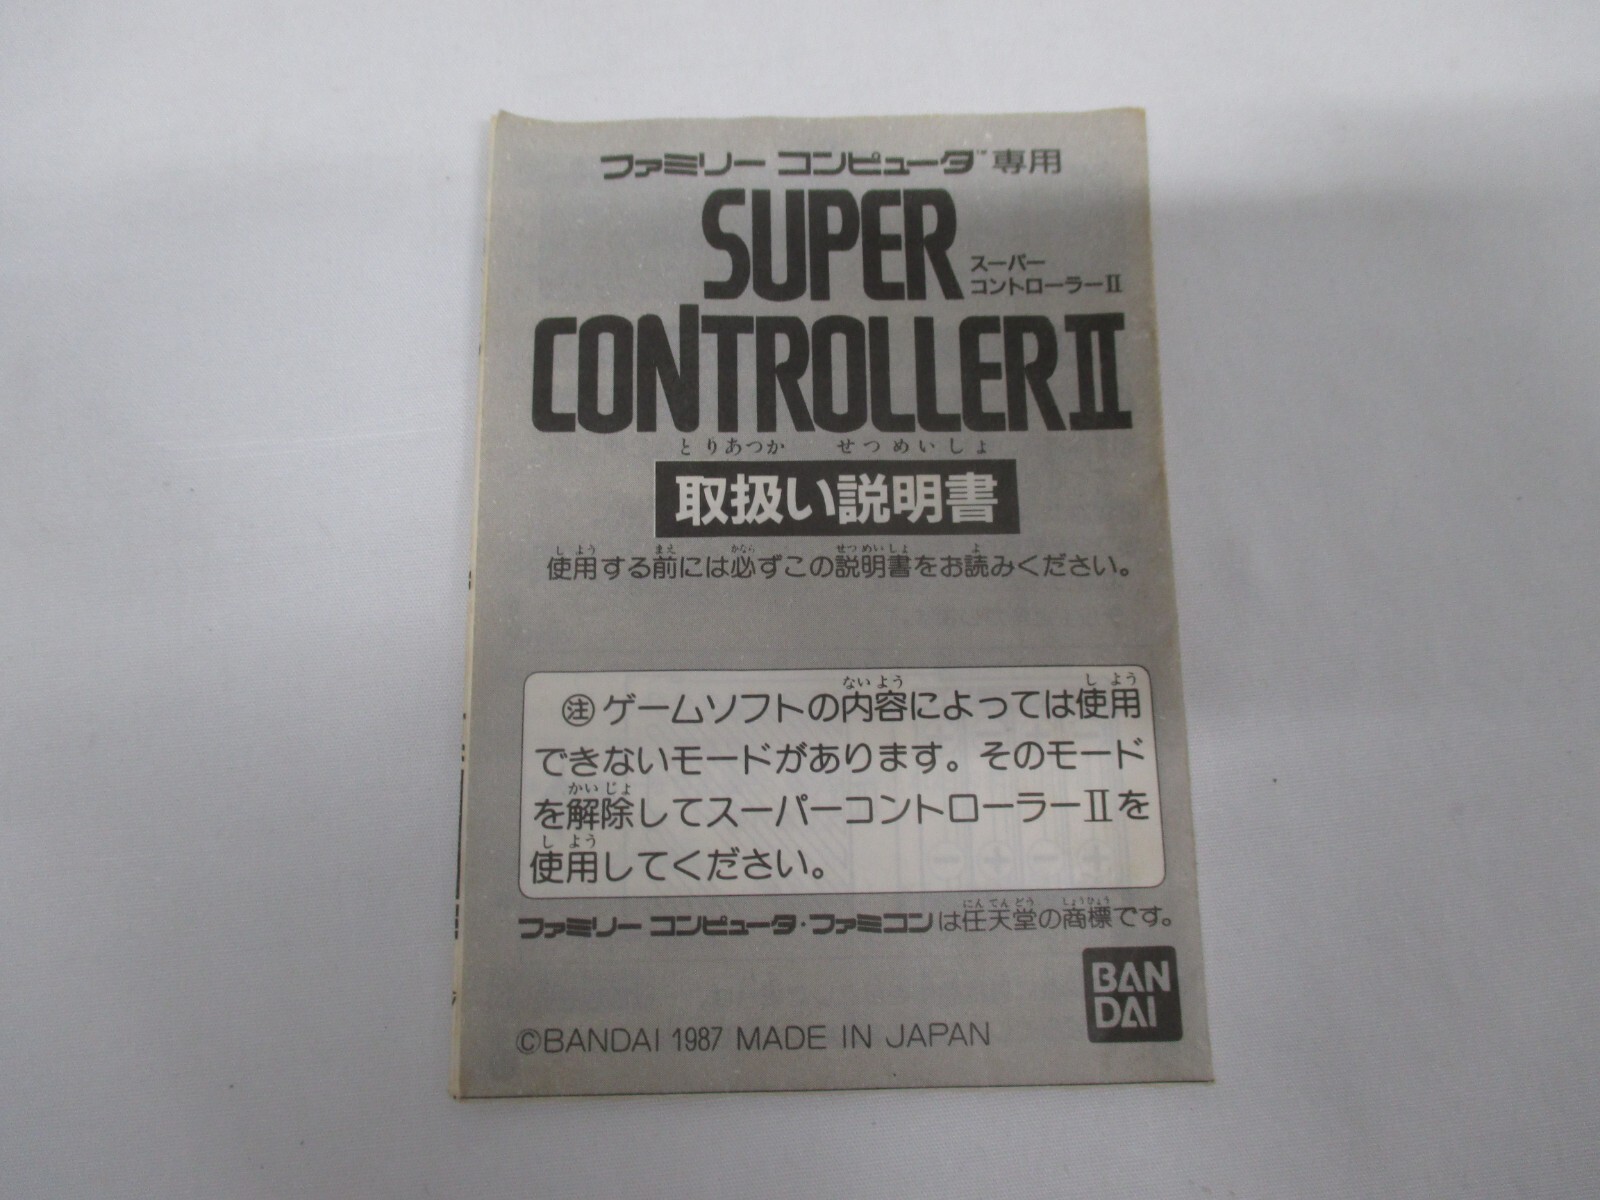 ファミリー コンピュータ™専用
SUPER
スーパー
コントローラーII
CONTROLLER II
とりあつか せつめいしょ
取扱い説明書
しよう まえ かなら せつめいしょ よ
使用する前には必ずこの説明書をお読みください。
ないよう しよう
㊟ゲームソフトの内容によっては使用
できないモードがあります。そのモード
かいじょ
を解除してスーパーコントローラーIIを
しよう
使用してください。
にんてんどう しょうひょう
ファミリー コンピュータ・ファミコンは任天堂の商標です。
BAN
DAI
©BANDAI 1987 MADE IN JAPAN